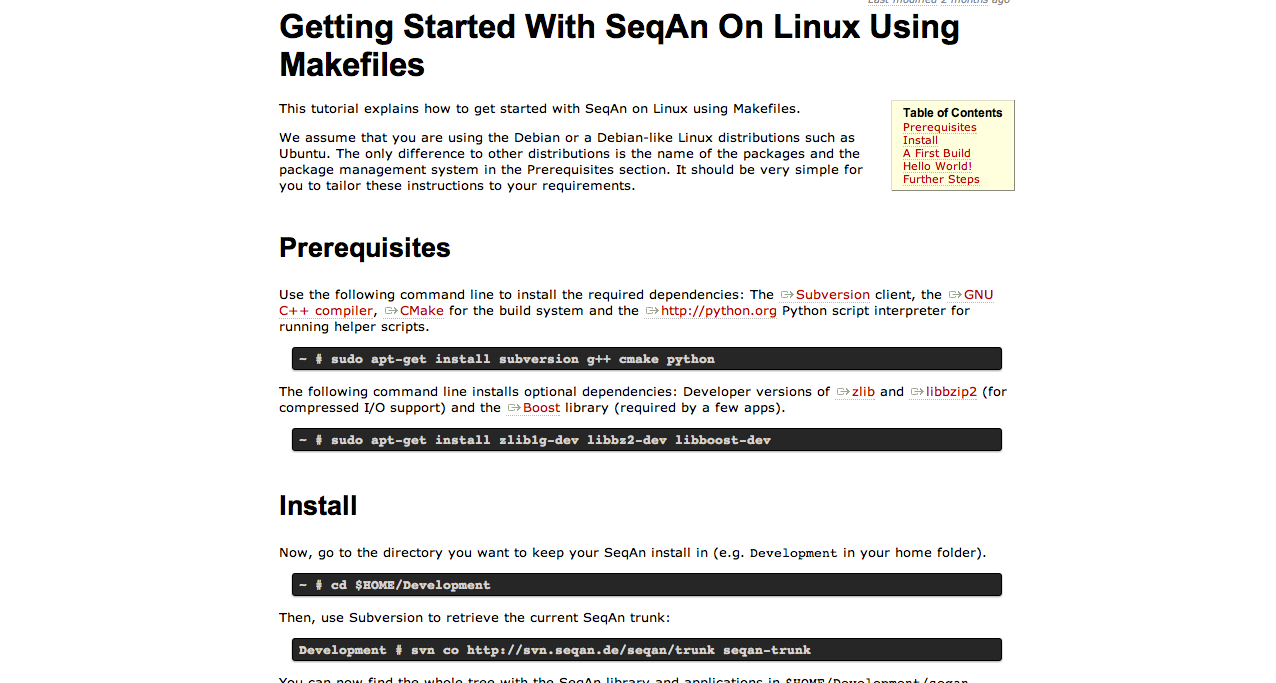 Last modified 2 months ago
Getting Started With SeqAn On Linux Using
Makefiles
This tutorial explains how to get started with SeqAn on Linux using Makefiles.
We assume that you are using the Debian or a Debian-like Linux distributions such as
Ubuntu. The only difference to other distributions is the name of the packages and the
package management system in the Prerequisites section. It should be very simple for
you to tailor these instructions to your requirements.
Table of Contents
Prerequisites
Install
A First Build
Hello World!
Further Steps
Prerequisites
Use the following command line to install the required dependencies: The Subversion client, the GNU
C++ compiler, CMake for the build system and the http://python.org Python script interpreter for
running helper scripts.
~ # sudo apt-get install subversion g++ cmake python
The following command line installs optional dependencies: Developer versions of zlib and libbzip2 (for
compressed I/O support) and the Boost library (required by a few apps).
~ # sudo apt-get install zlib1g-dev libbz2-dev libboost-dev
Install
Now, go to the directory you want to keep your SeqAn install in (e.g. Development in your home folder).
~ # cd $HOME/Development
Then, use Subversion to retrieve the current SeqAn trunk:
Development # svn co http://svn.seqan.de/seqan/trunk seqan-trunk
You can now find the whole tree with the SeqAn library and applications in $HOME/Development/seqan-